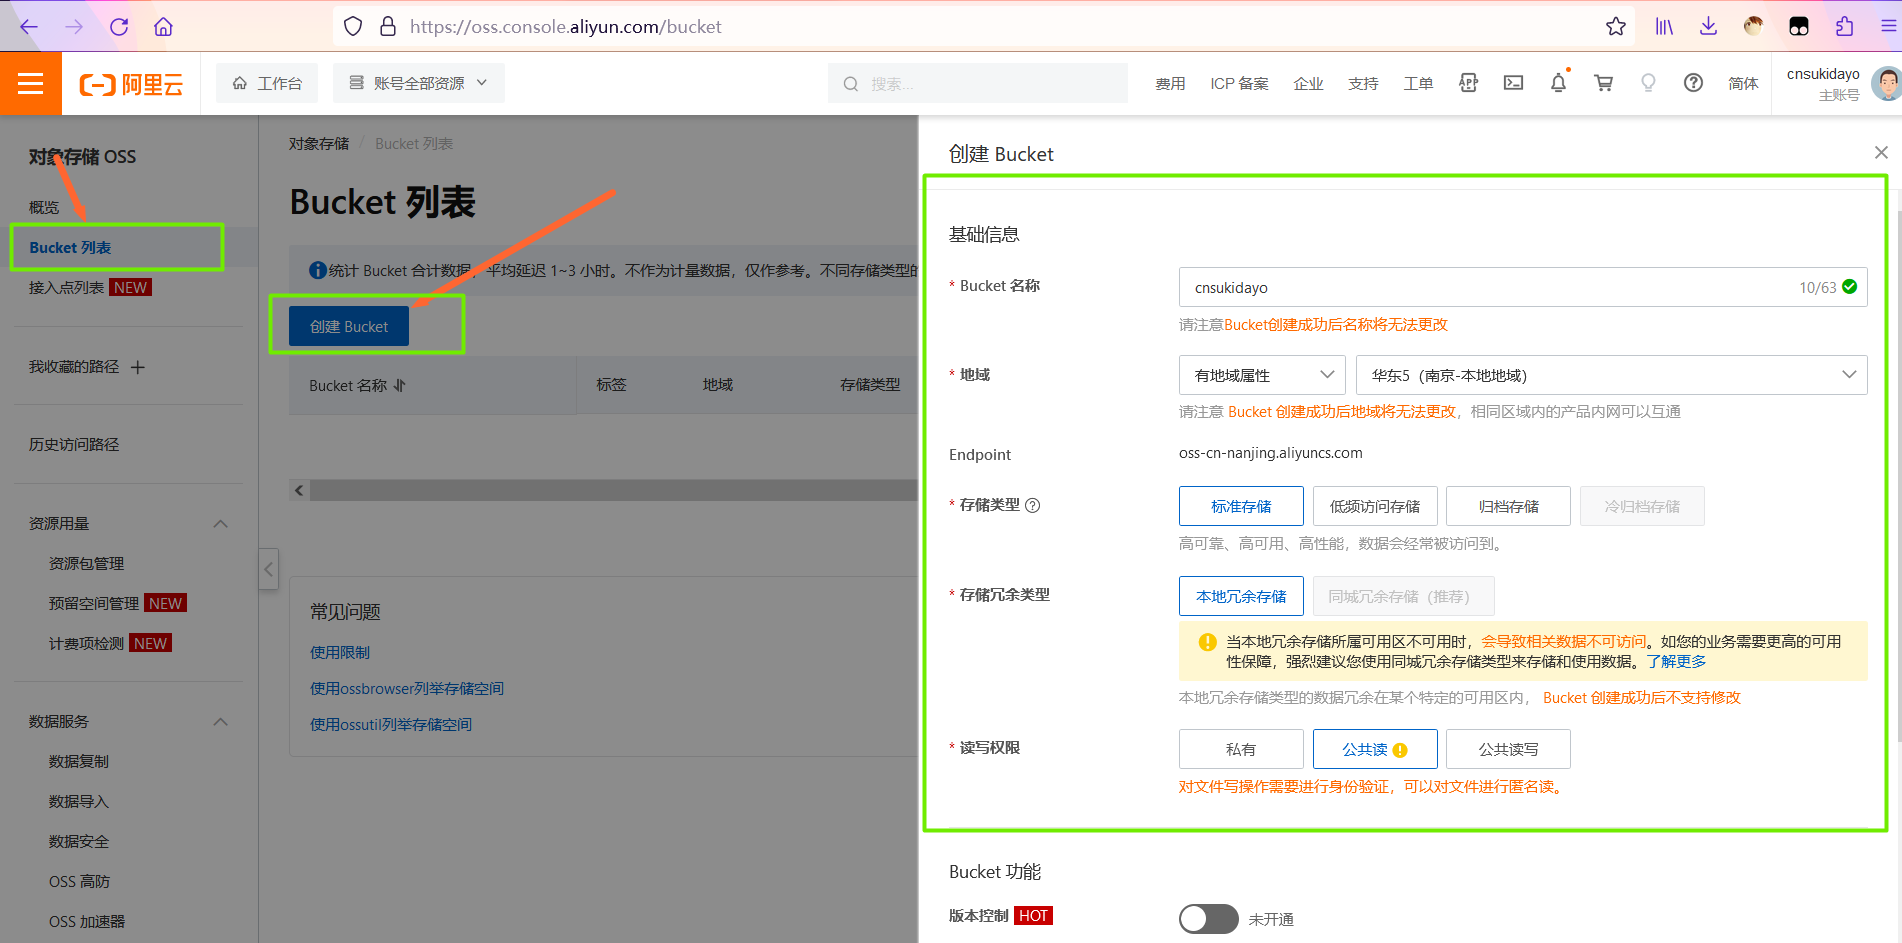 https://oss.console.aliyun.com/bucket
阿里云
工作台
账号全部资源
搜索...
费用
ICP 备案
企业
支持
工单
APP
简体
cnsukidayo
主账号
对象存储 OSS
概览
Bucket 列表
接入点列表 NEW
我收藏的路径
历史访问路径
资源用量
资源包管理
预留空间管理 NEW
计费项检测 NEW
数据服务
数据复制
数据导入
数据安全
OSS 高防
OSS 加速器
对象存储 / Bucket 列表
Bucket 列表
统计 Bucket 合计数据，平均延迟 1~3 小时。不作为计量数据，仅作参考。不同存储类型的
创建 Bucket
Bucket 名称 标签 地域 存储类型
常见问题
使用限制
使用ossbrowser列举存储空间
使用ossutil列举存储空间
创建 Bucket
基础信息
* Bucket 名称
cnsukidayo 10/63
请注意Bucket创建成功后名称将无法更改
* 地域
有地域属性 华东5（南京-本地地域）
请注意 Bucket 创建成功后地域将无法更改，相同区域内的产品内网可以互通
Endpoint oss-cn-nanjing.aliyuncs.com
* 存储类型
标准存储 低频访问存储 归档存储 冷归档存储
高可靠、高可用、高性能，数据会经常被访问到。
* 存储冗余类型
本地冗余存储 同城冗余存储（推荐）
当本地冗余存储所属可用区不可用时，会导致相关数据不可访问。如您的业务需要更高的可用
性保障，强烈建议您使用同城冗余存储类型来存储和使用数据。了解更多
本地冗余存储类型的数据冗余在某个特定的可用区内， Bucket 创建成功后不支持修改
* 读写权限
私有 公共读 公共读写
对文件写操作需要进行身份验证，可以对文件进行匿名读。
Bucket 功能
版本控制 HOT
未开通